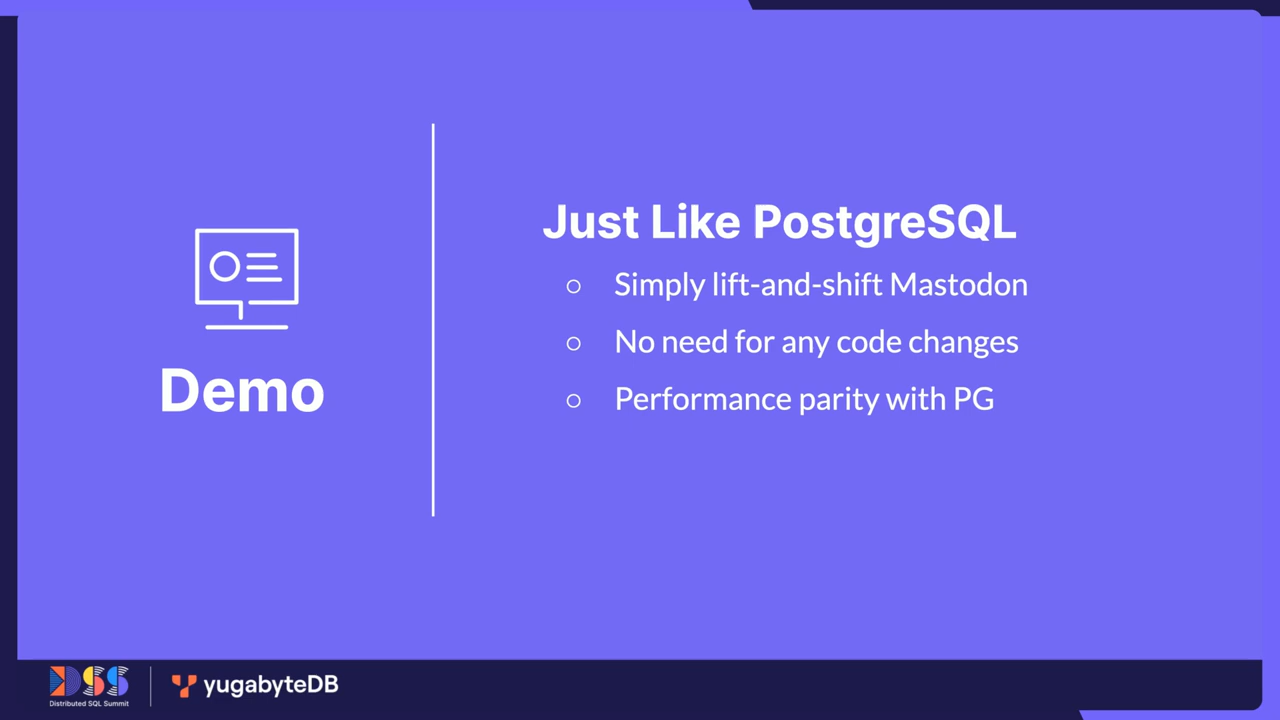 Demo
Just Like PostgreSQL
○ Simply lift-and-shift Mastodon
○ No need for any code changes
○ Performance parity with PG
DSS
Distributed SQL Summit
yugabyteDB